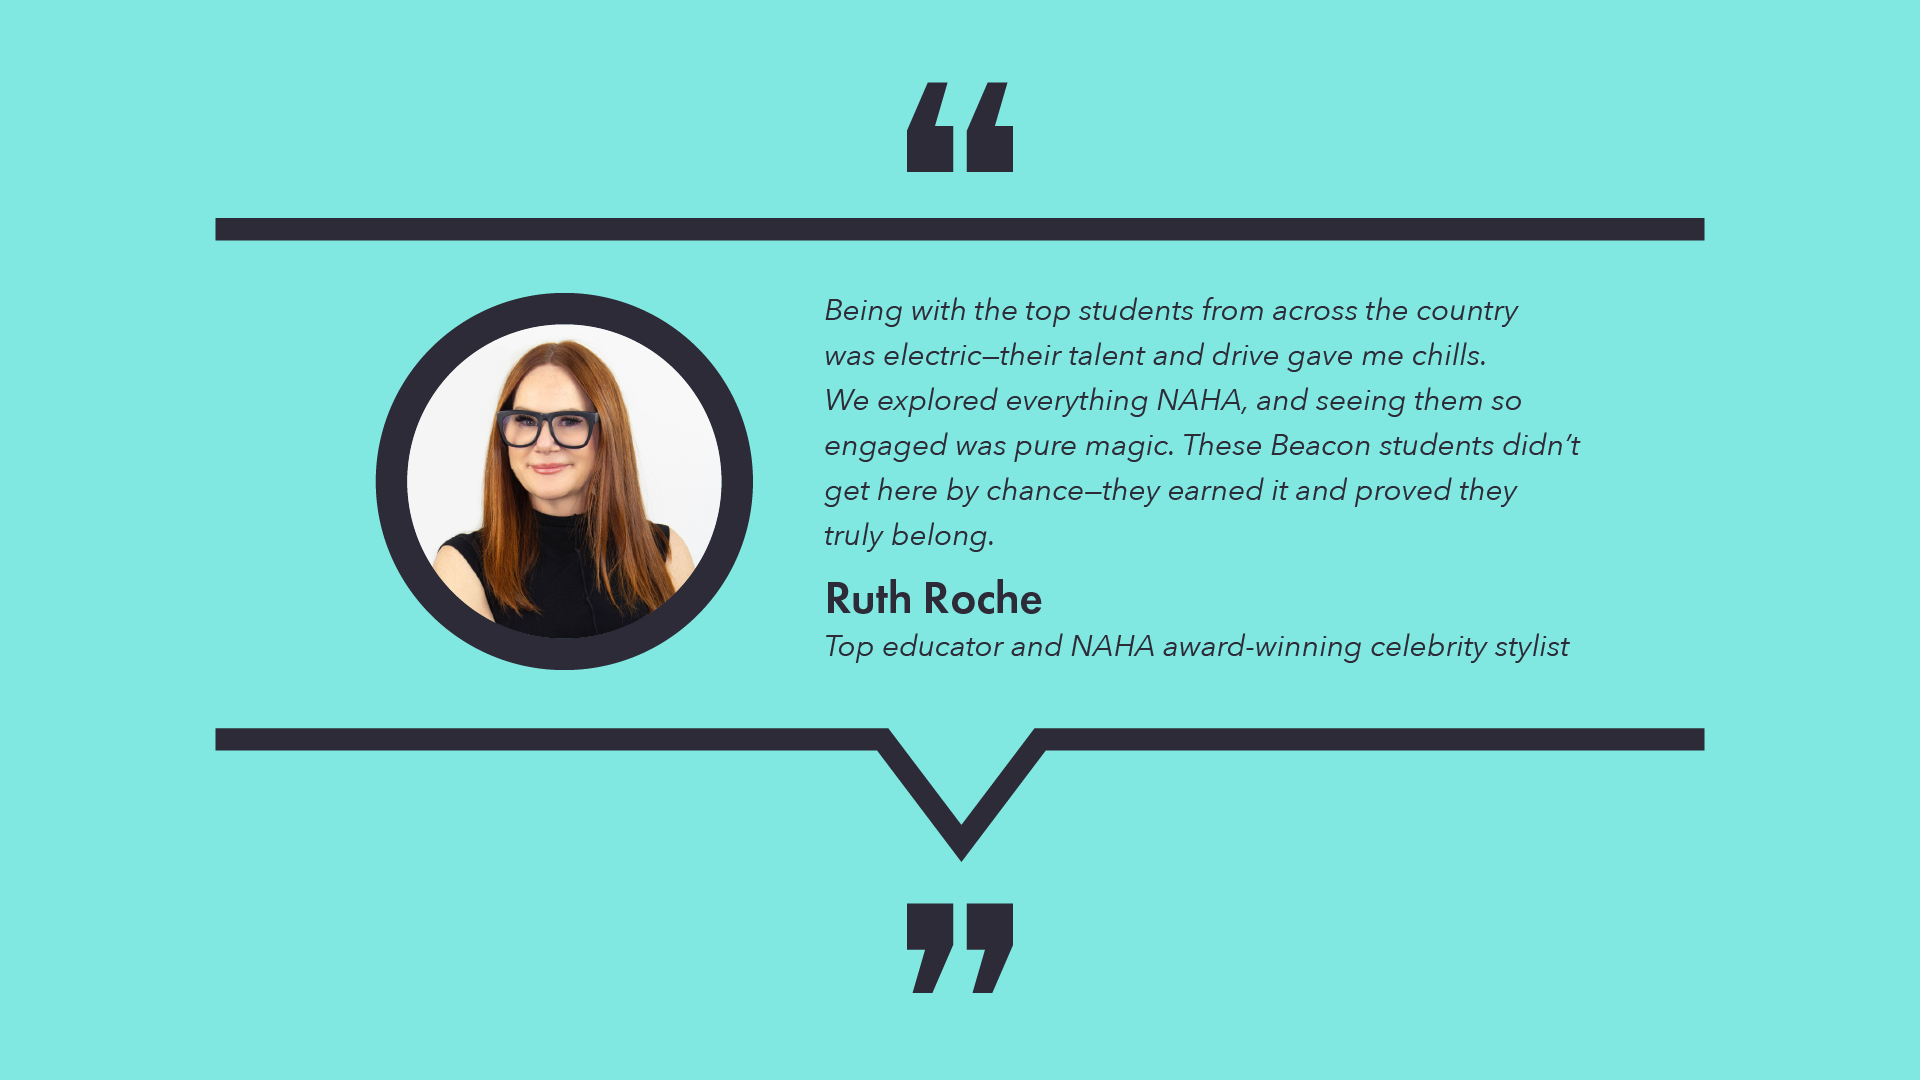 “
Being with the top students from across the country
was electric—their talent and drive gave me chills.
We explored everything NAHA, and seeing them so
engaged was pure magic. These Beacon students didn’t
get here by chance—they earned it and proved they
truly belong.
Ruth Roche
Top educator and NAHA award-winning celebrity stylist
”